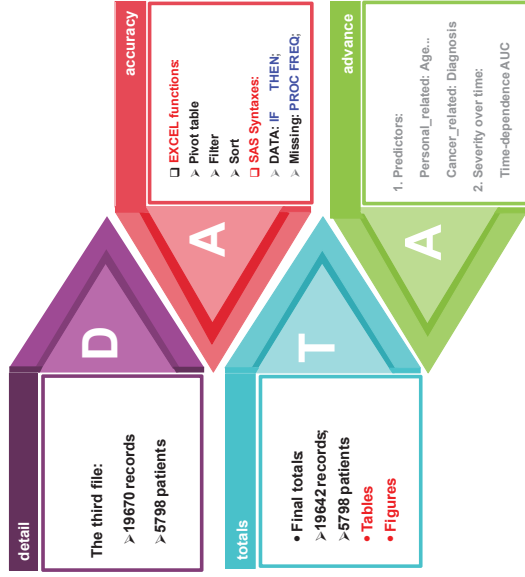 detail
D
The third file:
➢19670 records
➢5798 patients
accuracy
A
❑ EXCEL functions:
➢ Pivot table
➢ Filter
➢ Sort
❑ SAS Syntaxes:
➢ DATA: IF THEN;
➢ Missing: PROC FREQ;
totals
T
• Final totals:
➢19642 records;
➢5798 patients
• Tables
• Figures
advance
A
1. Predictors:
Personal_related: Age...
Cancer_related: Diagnosis
2. Severity over time:
Time-dependence AUC